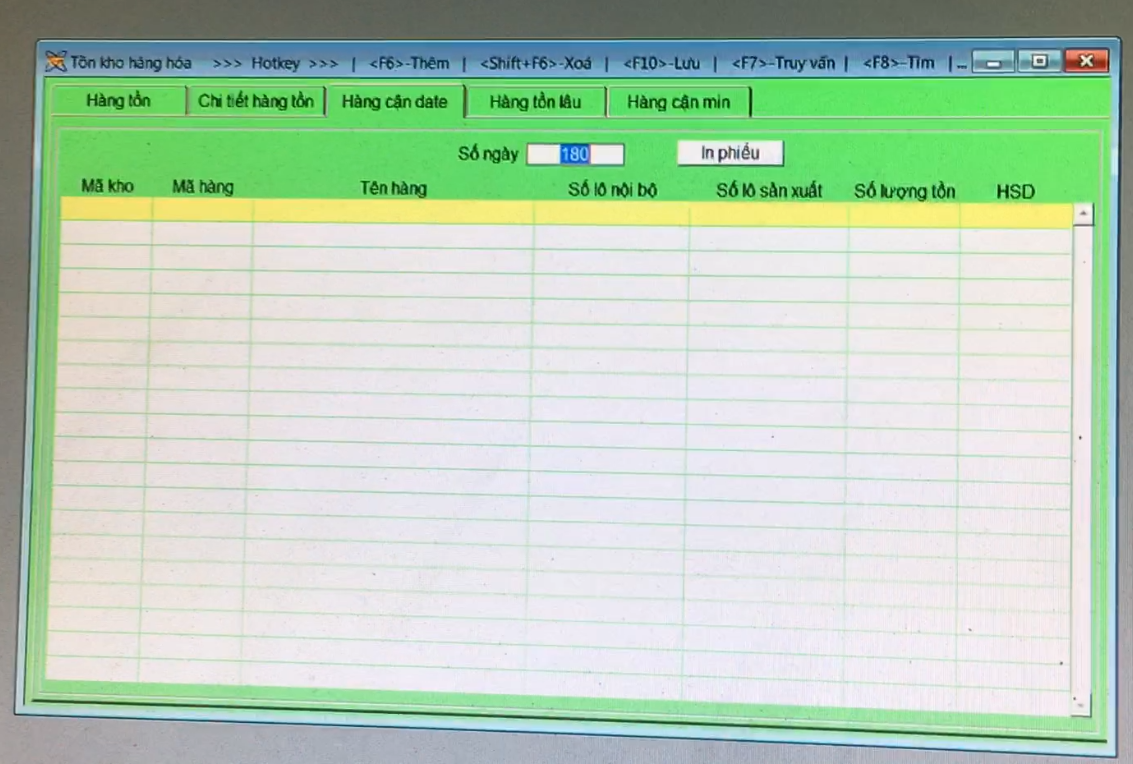 Tồn kho hàng hóa >>> Hotkey >>> | <F6>-Thêm | <Shift+F6>-Xoá | <F10>-Lưu | <F7>-Truy vấn | <F8>-Tìm |...
Hàng tồn Chi tiết hàng tồn Hàng cận date Hàng tồn lâu Hàng cận min
Số ngày 180 In phiếu
Mã kho Mã hàng Tên hàng Số lô nội bộ Số lô sản xuất Số lượng tồn HSD